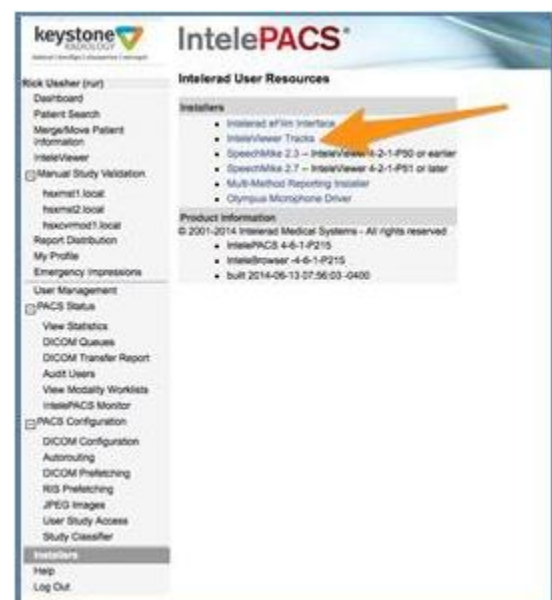 keystone
RADIOLOGY
IntelePACS
Rick Ussher (rur)
Dashboard
Patient Search
Merge/Move Patient
Information
InteleViewer
Manual Study Validation
hsxmst1.local
hsxmst2.local
hsxcvrmod1.local
Report Distribution
My Profile
Emergency Impressions
User Management
PACS Status
View Statistics
DICOM Queues
DICOM Transfer Report
Audit Users
View Modality Worklists
IntelePACS Monitor
PACS Configuration
DICOM Configuration
Autorouting
DICOM Prefetching
RIS Prefetching
JPEG Images
User Study Access
Study Classifier
Installers
Help
Log Out
Intelerad User Resources
Installers
Intelerad eFilm Interface
InteleViewer Tracks
SpeechMike 2.3 -- InteleViewer 4-2-1-P50 or earlier
SpeechMike 2.7 -- InteleViewer 4-2-1-P51 or later
Multi-Method Reporting Installer
Olympus Microphone Driver
Product Information
© 2001-2014 Intelerad Medical Systems - All rights reserved
IntelePACS 4-6-1-P215
InteleBrowser -4-6-1-P215
built 2014-06-13 07:56:03 -0400